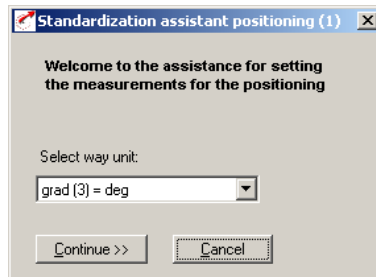 Standardization assistant positioning (1)
Welcome to the assistance for setting
the measurements for the positioning
Select way unit:
grad (3) = deg
Continue >>
Cancel